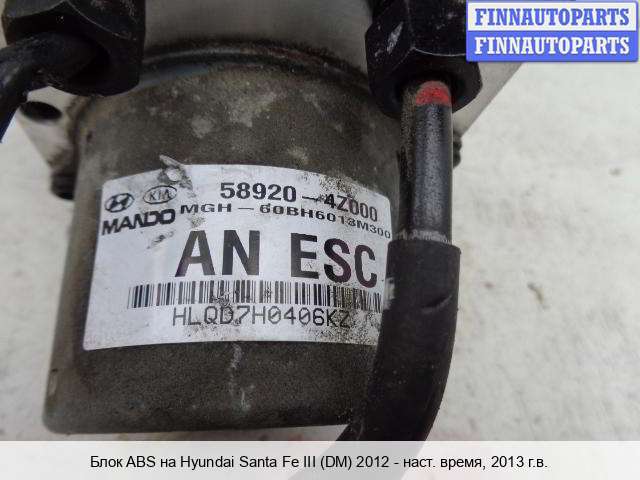 FINNAUTOPARTS
FINNAUTOPARTS
KIA
58920-4Z000
MANDO MGH-60BH6013M300
AN ESC
HLQD7H0406KZ
Блок ABS на Hyundai Santa Fe III (DM) 2012 - наст. время, 2013 г.в.